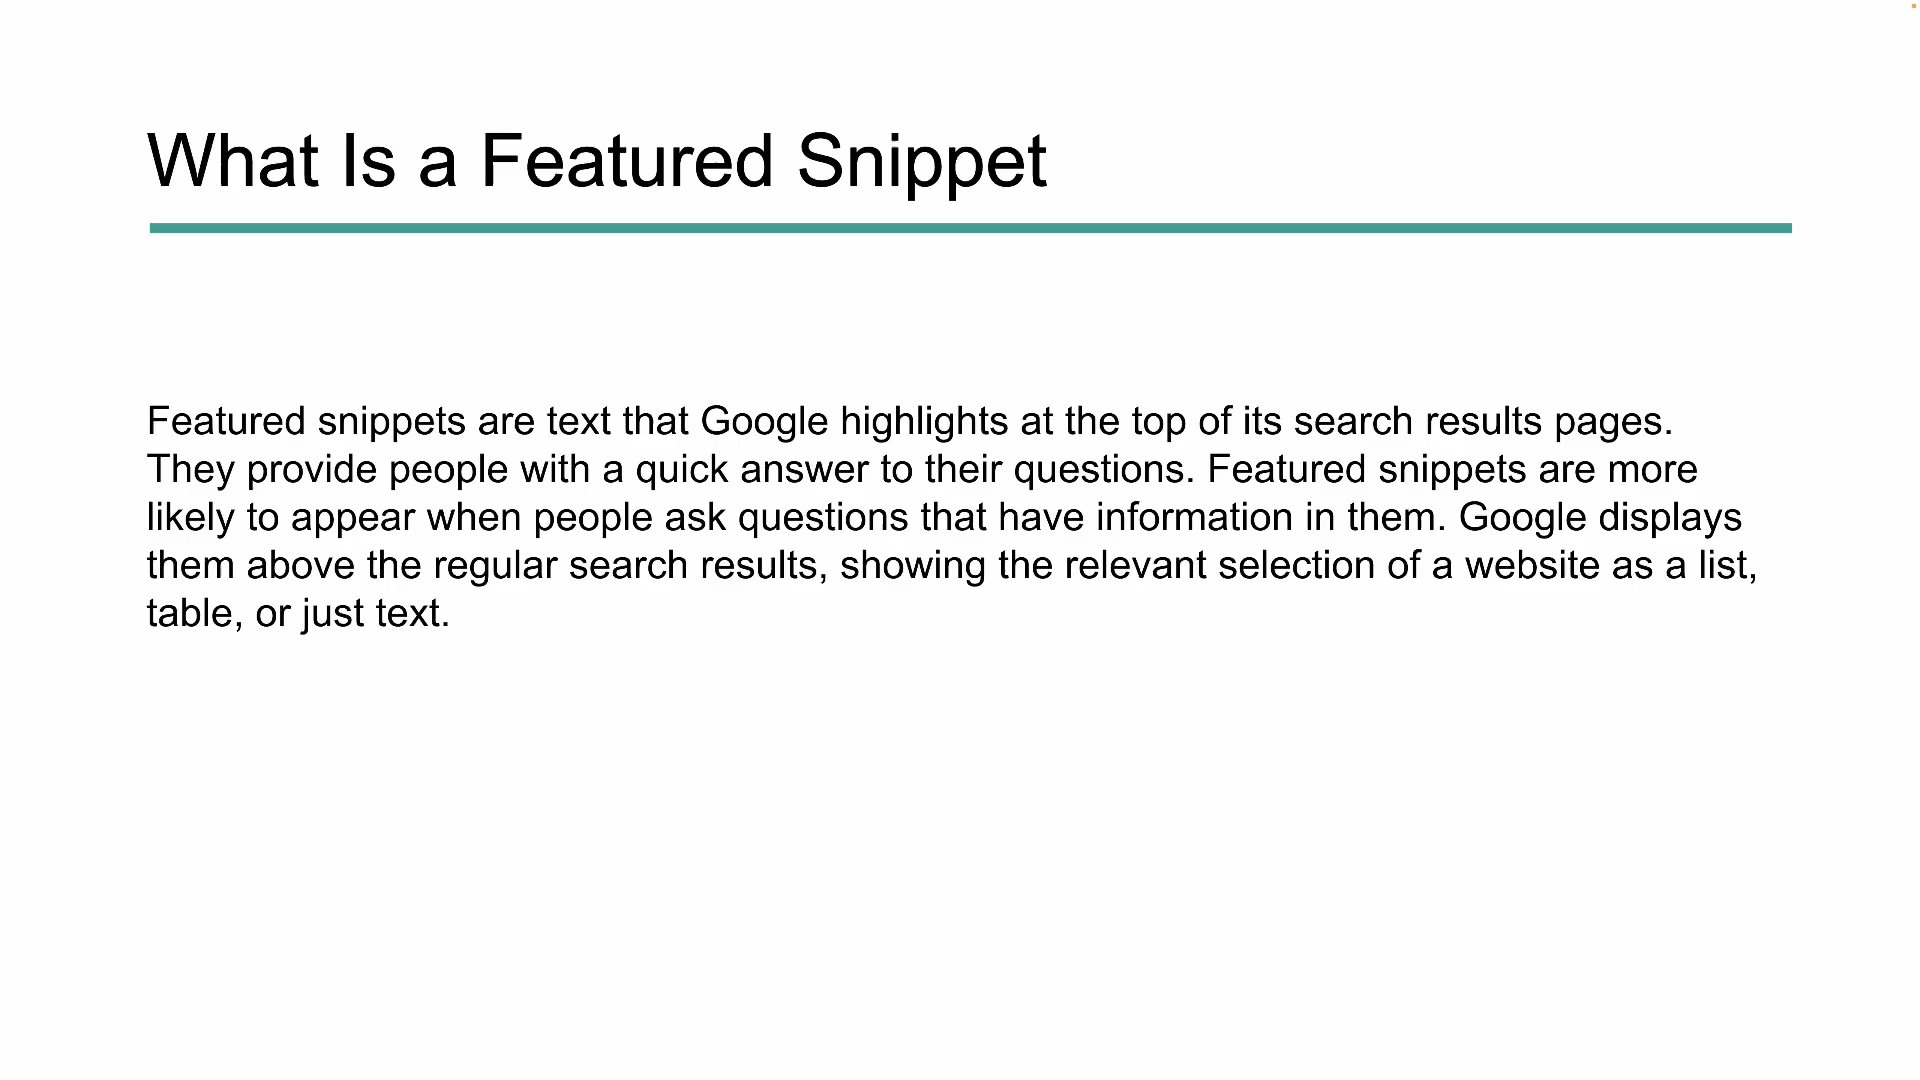 What Is a Featured Snippet
Featured snippets are text that Google highlights at the top of its search results pages.
They provide people with a quick answer to their questions. Featured snippets are more
likely to appear when people ask questions that have information in them. Google displays
them above the regular search results, showing the relevant selection of a website as a list,
table, or just text.